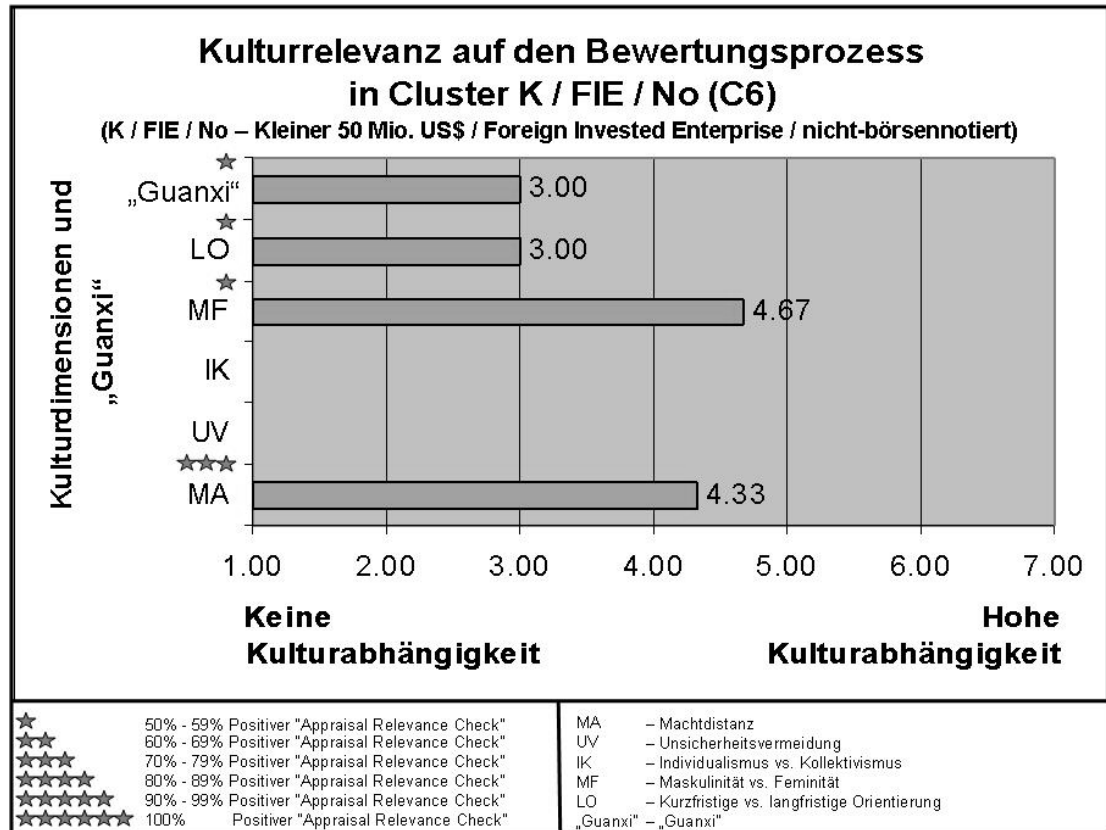 Kulturrelevanz auf den Bewertungsprozess
in Cluster K / FIE / No (C6)
(K / FIE / No – Kleiner 50 Mio. US$ / Foreign Invested Enterprise / nicht-börsennotiert)
Kulturdimensionen und
„Guanxi“
„Guanxi“ 3.00
LO 3.00
MF 4.67
IK
UV
MA 4.33
1.00 2.00 3.00 4.00 5.00 6.00 7.00
Keine
Kulturabhängigkeit
Hohe
Kulturabhängigkeit
50% - 59% Positiver "Appraisal Relevance Check"
60% - 69% Positiver "Appraisal Relevance Check"
70% - 79% Positiver "Appraisal Relevance Check"
80% - 89% Positiver "Appraisal Relevance Check"
90% - 99% Positiver "Appraisal Relevance Check"
100% Positiver "Appraisal Relevance Check"
MA – Machtdistanz
UV – Unsicherheitsvermeidung
IK – Individualismus vs. Kollektivismus
MF – Maskulinität vs. Feminität
LO – Kurzfristige vs. langfristige Orientierung
„Guanxi“ – „Guanxi“